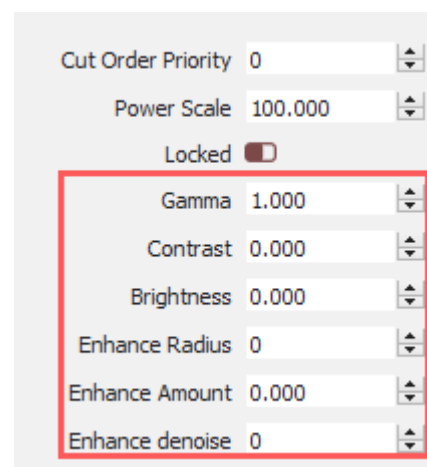 Cut Order Priority 0
Power Scale 100.000
Locked
Gamma 1.000
Contrast 0.000
Brightness 0.000
Enhance Radius 0
Enhance Amount 0.000
Enhance denoise 0